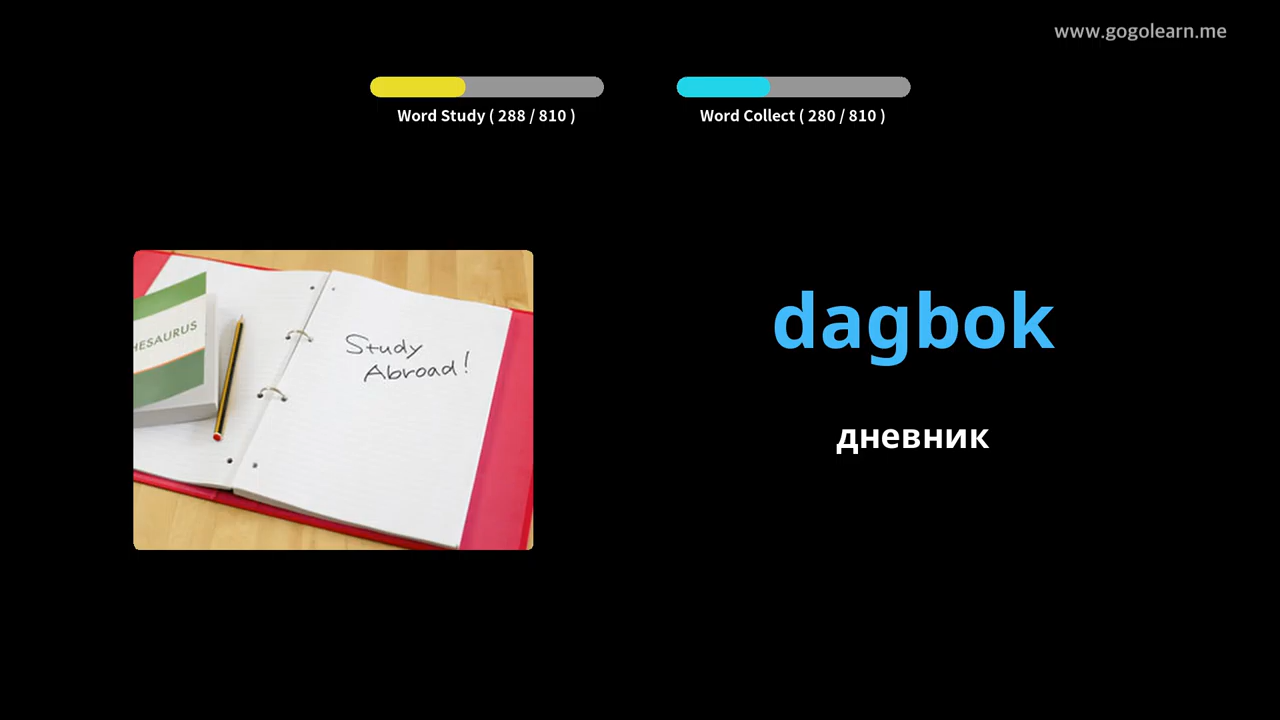 www.gogolearn.me
Word Study ( 288 / 810 )
Word Collect ( 280 / 810 )
HESAURUS
Study
Abroad!
dagbok
дневник